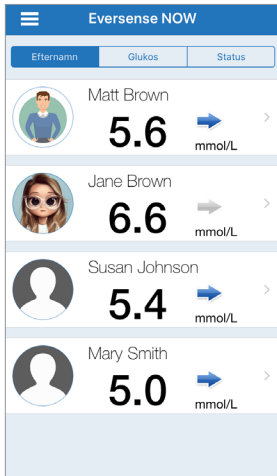 Eversense NOW
Efternamn Glukos Status
Matt Brown
5.6 mmol/L
Jane Brown
6.6 mmol/L
Susan Johnson
5.4 mmol/L
Mary Smith
5.0 mmol/L